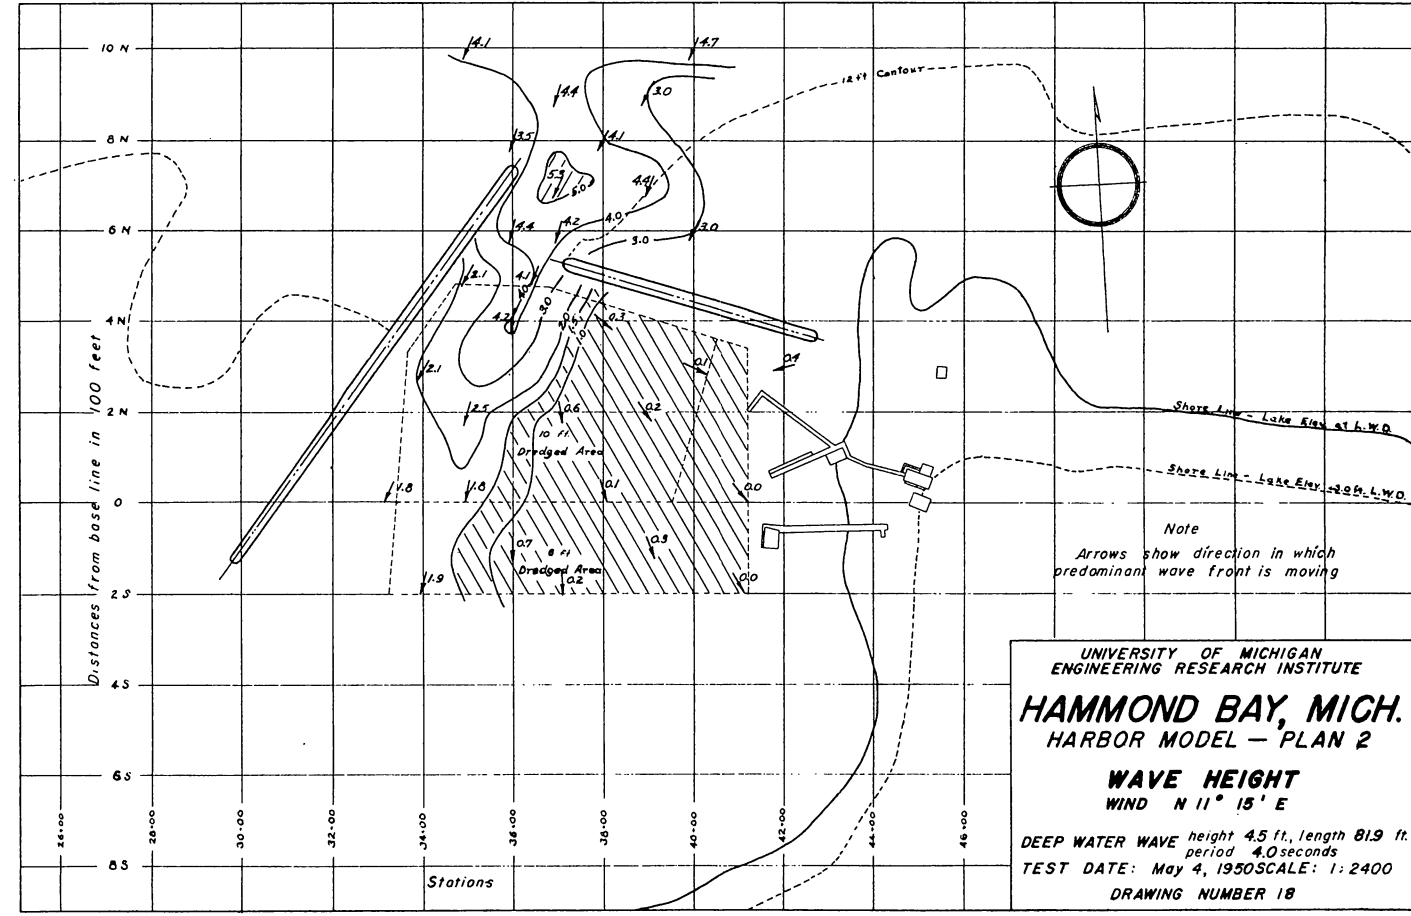 4.1
4.7
10 N
12 ft Contour
4.4
3.0
3.5
4.1
8 N
5.3
5.0
4.4
4.4
4.2
4.0
3.0
3.0
6 N
2.1
4.1
4.0
3.0
4.2
2.0
1.0
0.3
4 N
0.1
0.4
2.1
2.5
0.6
0.2
2 N
10 ft.
Dredged Area
Shore Line - Lake Elev. at L.W.D.
Shore Line - Lake Elev. +3.0 ft. L.W.D.
1.8
1.8
0.1
0.0
0
0.7
0.3
8 ft
Dredged Area
0.2
0.0
1.9
2 S
Note
Arrows show direction in which
predominant wave front is moving
Distances from base line in 100 feet
4 S
6 S
8 S
26+00
28+00
30+00
32+00
34+00
36+00
38+00
40+00
42+00
44+00
46+00
Stations
UNIVERSITY OF MICHIGAN
ENGINEERING RESEARCH INSTITUTE
HAMMOND BAY, MICH.
HARBOR MODEL — PLAN 2
WAVE HEIGHT
WIND N 11° 15' E
DEEP WATER WAVE height 4.5 ft., length 81.9 ft.
period 4.0 seconds
TEST DATE: May 4, 1950 SCALE: 1:2400
DRAWING NUMBER 18